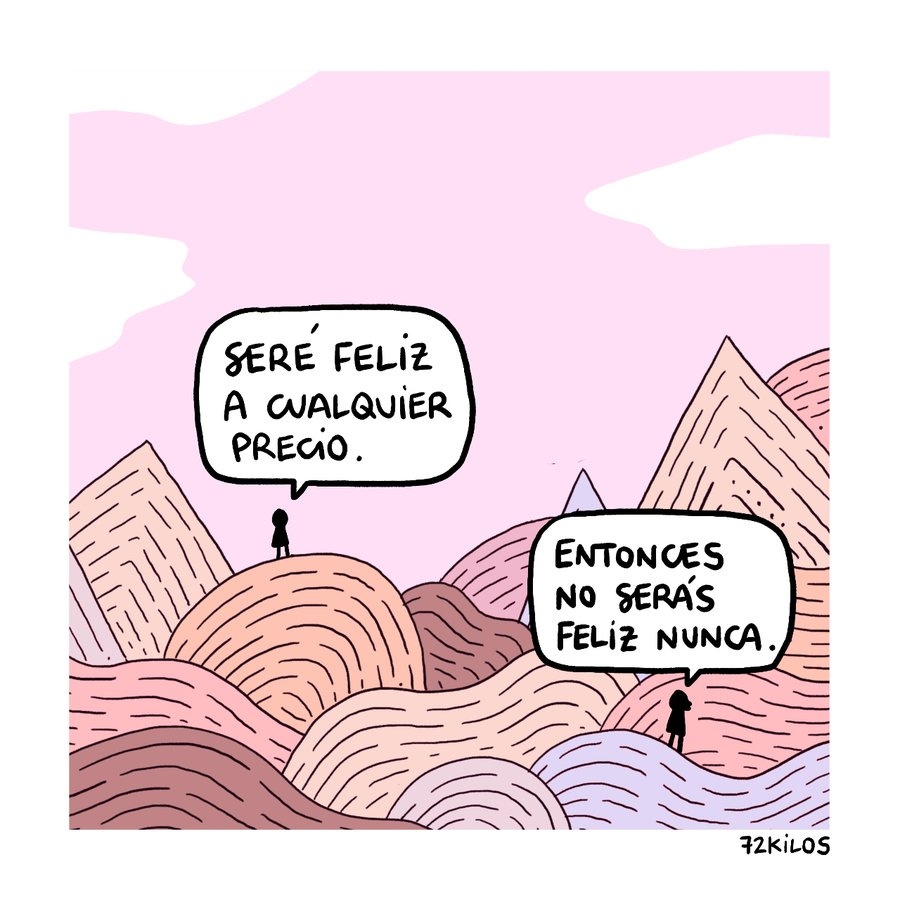 SERÉ FELIZ
A CUALQUIER
PRECIO.
ENTONCES
NO SERÁS
FELIZ NUNCA.
72KILOS